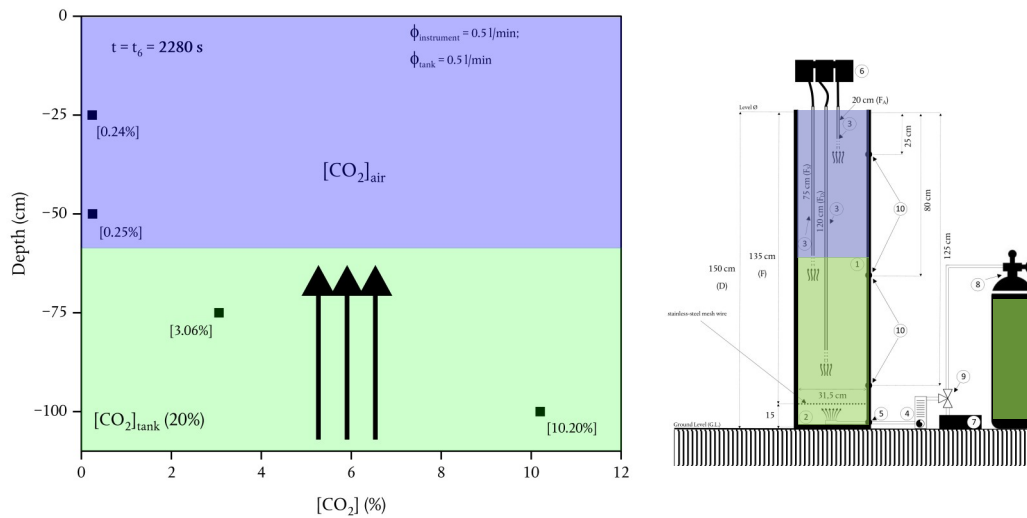 t = t6 = 2280 s
ϕinstrument = 0.5 l/min;
ϕtank = 0.5 l/min
0
−25
−50
−75
−100
Depth (cm)
[0.24%]
[CO2]air
[0.25%]
[3.06%]
[CO2]tank (20%)
[10.20%]
0
2
4
6
8
10
12
[CO2] (%)
6
20 cm (FA)
Level Ø
3
25 cm
75 cm
120 cm
3
3
10
80 cm
135 cm
(F)
150 cm
(D)
1
125 cm
8
stainless-steel mesh wire
10
9
31,5 cm
15
2
5
4
7
Ground Level (G.L.)